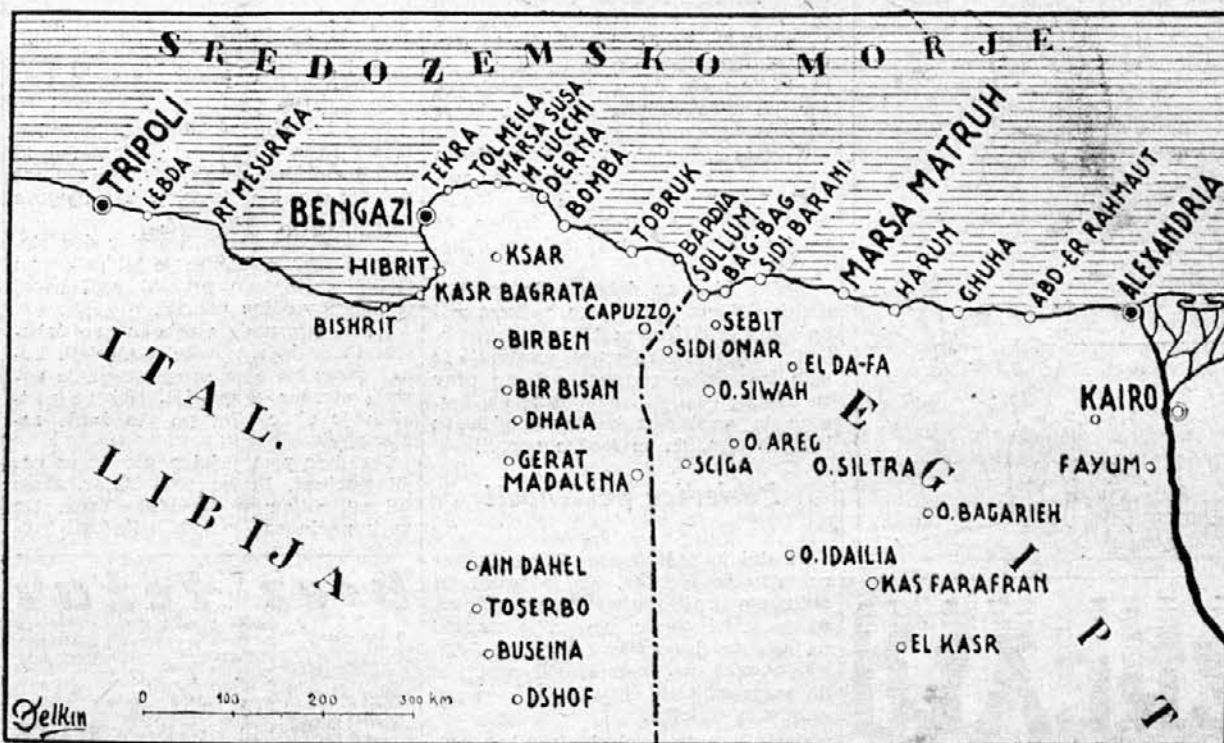 SREDOZEMSKO MORJE
TRIPOLI
LEBDA
RT MESURATA
BENGAZI
TEKRA
TOLMEILA
MARSA SUSA
M. LUCCHI
DERNA
BOMBA
TOBRUK
BARDIA
SOLLUM
BAG-BAG
SIDI BARANI
MARSA MATRUH
HARUM
GHUHA
ABD-ER RAHMAUT
ALEXANDRIA
HIBRIT
KSAR
KASR BAGRATA
BISHRIT
CAPUZZO
SEBIT
BIR BEN
SIDI OMAR
EL DA-FA
BIR BISAN
O. SIWAH
KAIRO
DHALA
O. AREG
GERAT
MADALENA
SCIGA
O. SILTRA
FAYUM
O. BAGARIEH
ITAL.
LIBIJA
EGIPT
AIN DAHEL
O. IDAILIA
KAS FARAFRAN
TOSERBO
BUSEINA
EL KASR
DSHOF
0 100 200 300 KM
Delkin